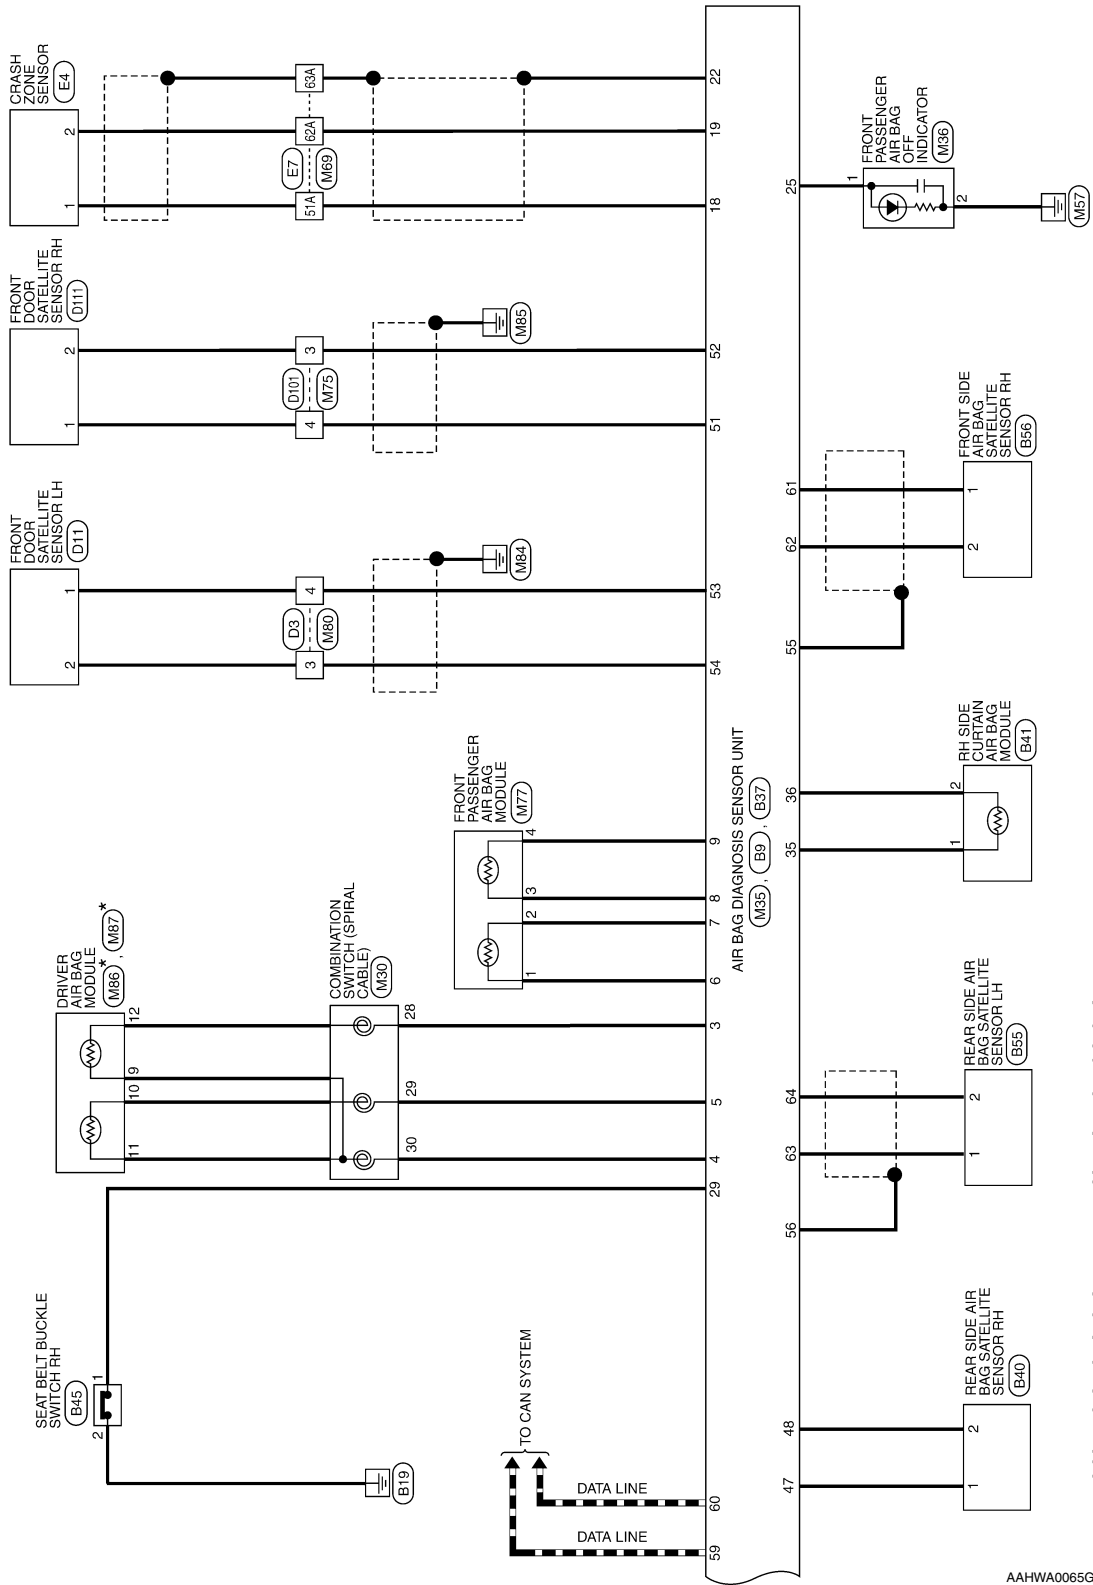 CRASH
ZONE
SENSOR
E4
2
1
63A
62A
E7
M69
51A
22
19
18
FRONT
DOOR
SATELLITE
SENSOR RH
D111
2
1
3
D101
M75
4
M85
52
51
FRONT
DOOR
SATELLITE
SENSOR LH
D11
1
2
4
D3
M80
3
M84
53
54
FRONT
PASSENGER
AIR BAG
MODULE
M77
4
3
2
1
9
8
7
6
DRIVER
AIR BAG
MODULE
M86 * , M87 *
12
9
10
11
COMBINATION
SWITCH (SPIRAL
CABLE)
M30
28
29
30
3
5
4
29
SEAT BELT BUCKLE
SWITCH RH
B45
1
2
B19
TO CAN SYSTEM
DATA LINE
DATA LINE
60
59
AIR BAG DIAGNOSIS SENSOR UNIT
M35 , B9 , B37
25
FRONT
PASSENGER
AIR BAG
OFF
INDICATOR
M36
1
2
M57
61
62
55
FRONT SIDE
AIR BAG
SATELLITE
SENSOR RH
B56
1
2
36
35
RH SIDE
CURTAIN
AIR BAG
MODULE
B41
2
1
64
63
56
REAR SIDE AIR
BAG SATELLITE
SENSOR LH
B55
2
1
48
47
REAR SIDE AIR
BAG SATELLITE
SENSOR RH
B40
2
1
AAHWA0065G